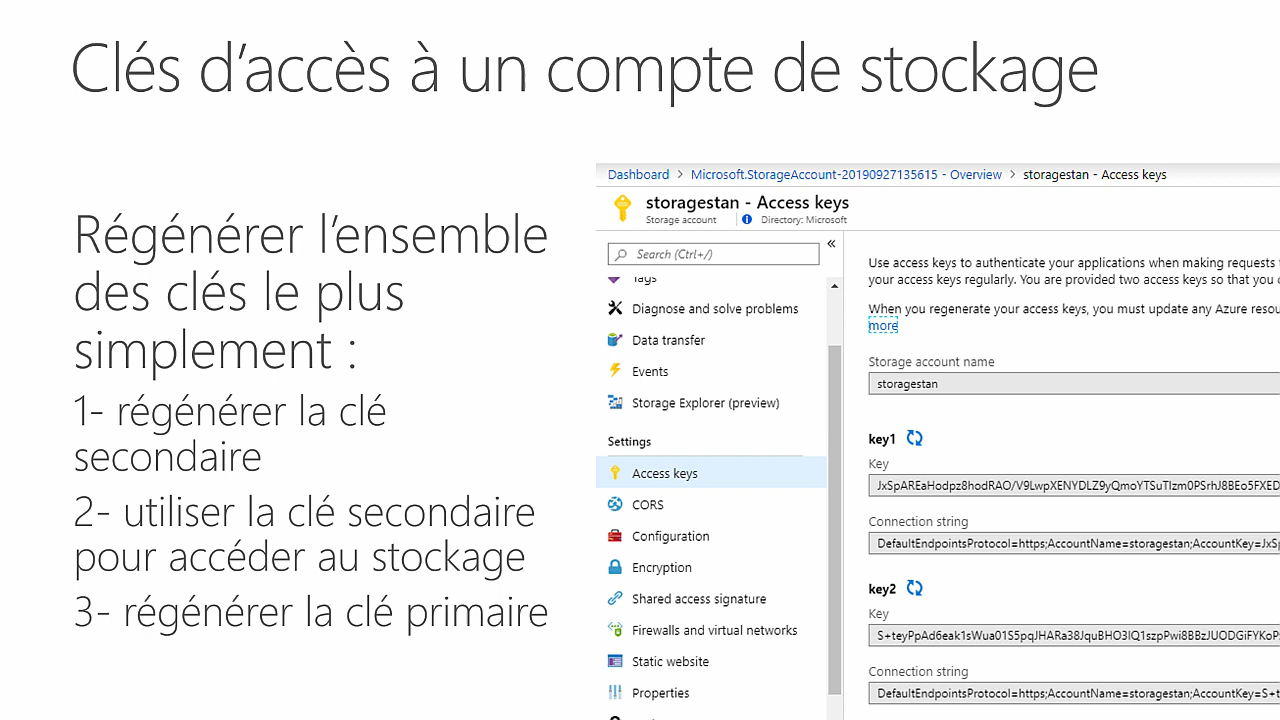 Clés d’accès à un compte de stockage
Régénérer l’ensemble
des clés le plus
simplement :
1- régénérer la clé
secondaire
2- utiliser la clé secondaire
pour accéder au stockage
3- régénérer la clé primaire
Dashboard > Microsoft.StorageAccount-20190927135615 - Overview > storagestan - Access keys
storagestan - Access keys
Storage account
Directory: Microsoft
Search (Ctrl+/)
«
Tags
Diagnose and solve problems
Data transfer
Events
Storage Explorer (preview)
Settings
Access keys
CORS
Configuration
Encryption
Shared access signature
Firewalls and virtual networks
Static website
Properties
Use access keys to authenticate your applications when making requests
your access keys regularly. You are provided two access keys so that you
When you regenerate your access keys, you must update any Azure
more
Storage account name
storagestan
key1
Key
Connection string
DefaultEndpointsProtocol=https;AccountName=storagestan;AccountKey=JxSp
key2
Key
Connection string
DefaultEndpointsProtocol=https;AccountName=storagestan;AccountKey=S+t